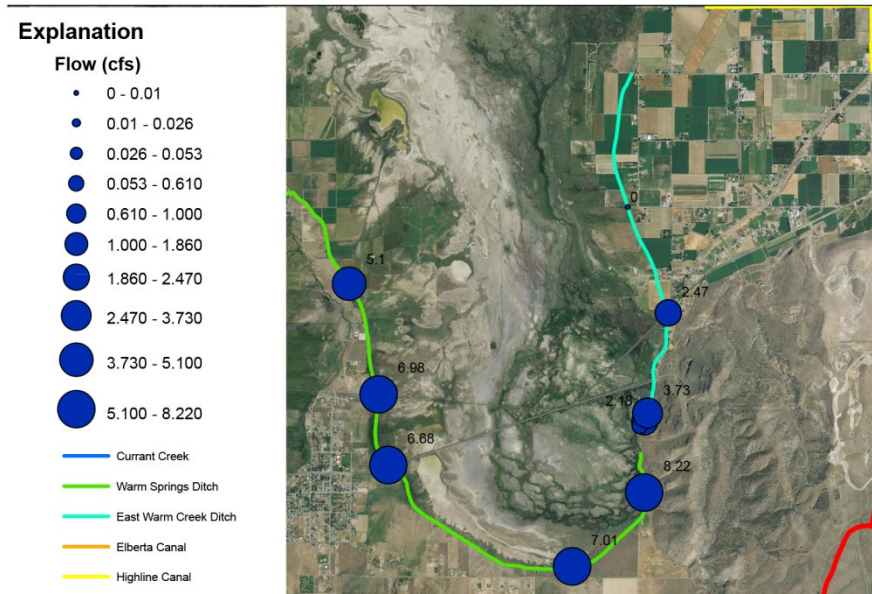 Explanation
Flow (cfs)
0 - 0.01
0.01 - 0.026
0.026 - 0.053
0.053 - 0.610
0.610 - 1.000
1.000 - 1.860
1.860 - 2.470
2.470 - 3.730
3.730 - 5.100
5.100 - 8.220
Currant Creek
Warm Springs Ditch
East Warm Creek Ditch
Elberta Canal
Highline Canal
0
5.1
2.47
6.98
3.73
2.18
6.68
8.22
7.01